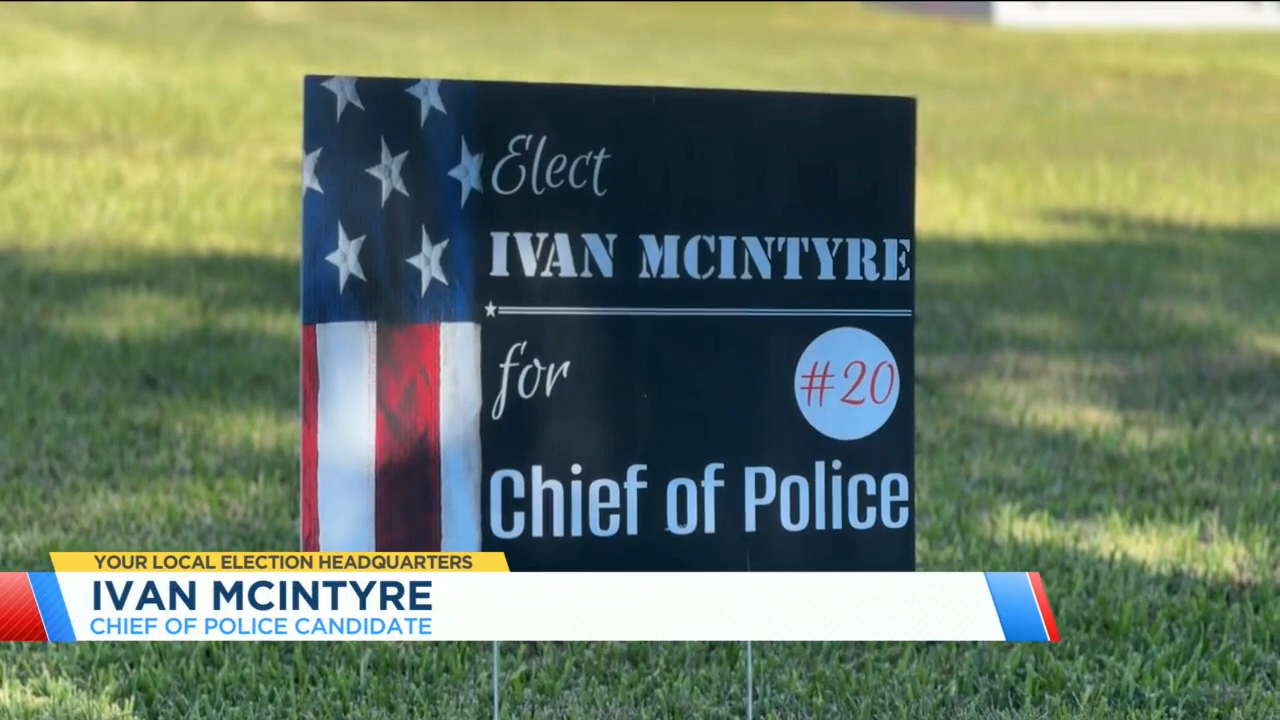 Elect
IVAN MCINTYRE
for
#20
Chief of Police
YOUR LOCAL ELECTION HEADQUARTERS
IVAN MCINTYRE
CHIEF OF POLICE CANDIDATE